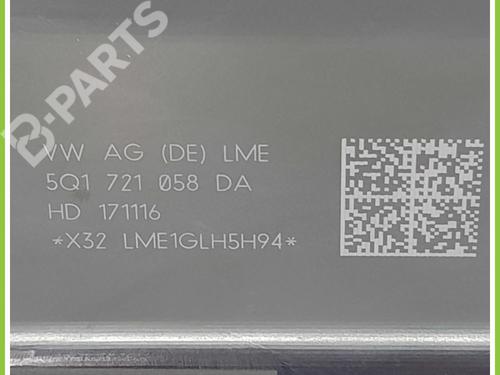 B-PARTS
VW AG (DE) LME
5Q1 721 058 DA
HD 171116
*X32 LME1GLH5H94*